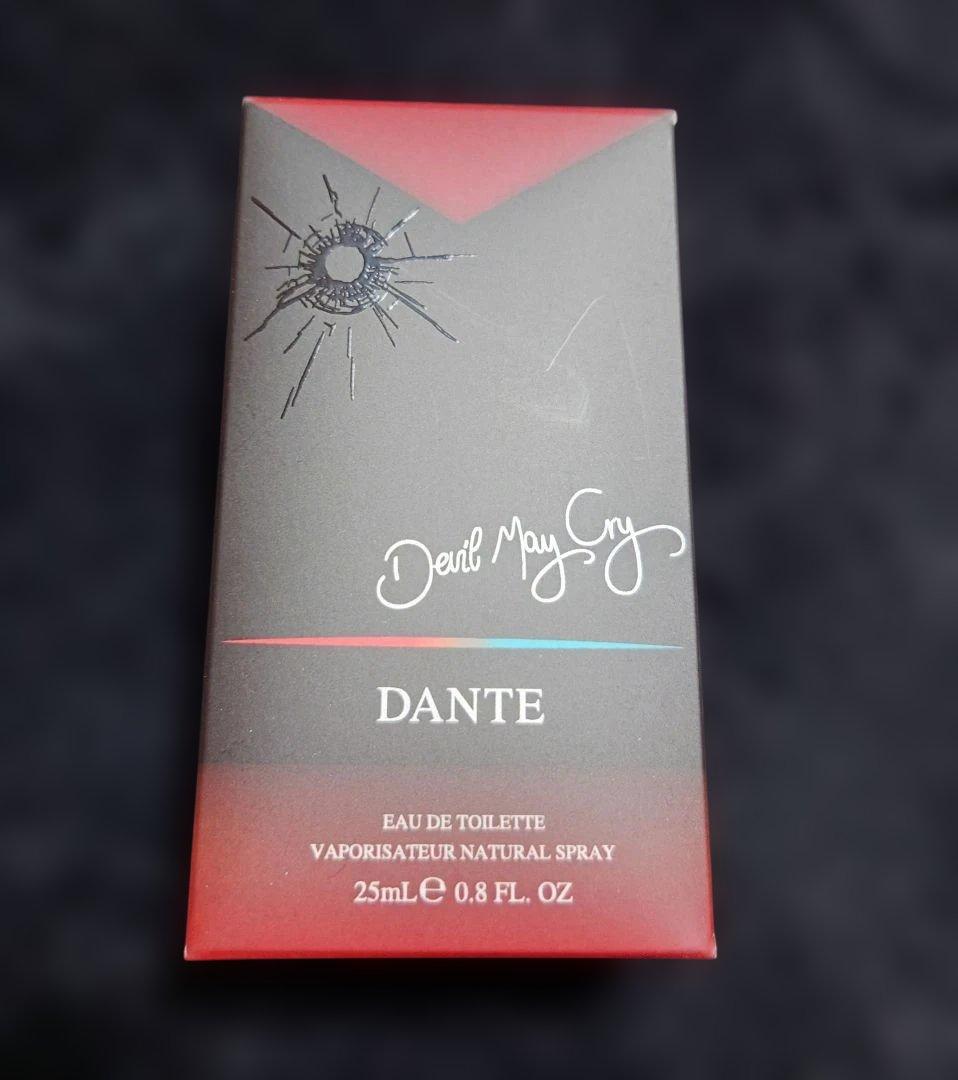 Devil May Cry
DANTE
EAU DE TOILETTE
VAPORISATEUR NATURAL SPRAY
25mL℮ 0.8 FL. OZ